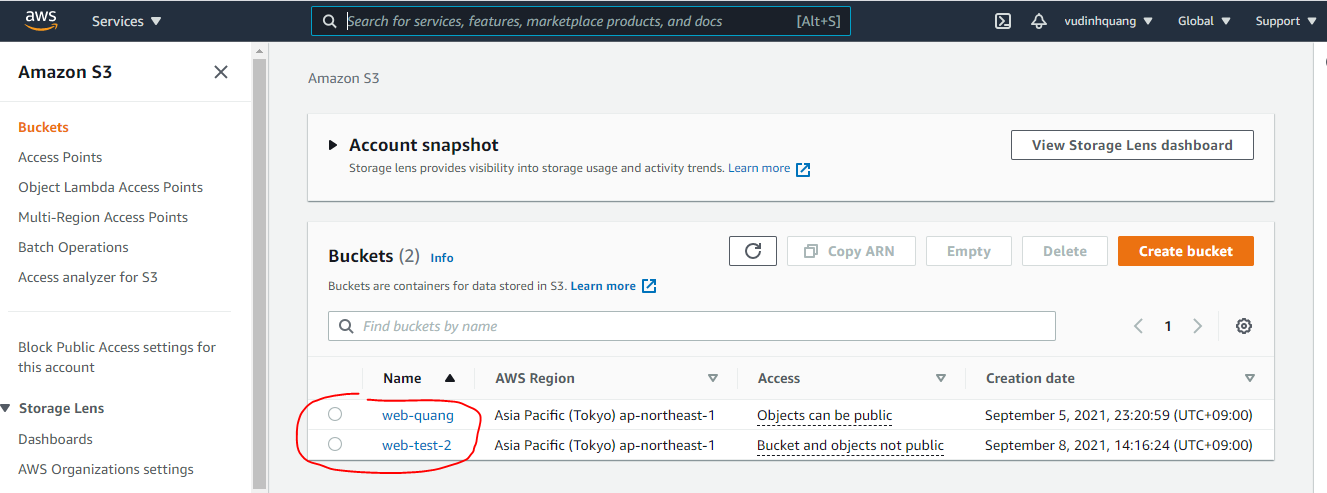 aws Services ▼ Search for services, features, marketplace products, and docs [Alt+S] vudinhquang ▼ Global ▼ Support ▼
Amazon S3
Buckets
Access Points
Object Lambda Access Points
Multi-Region Access Points
Batch Operations
Access analyzer for S3
Block Public Access settings for
this account
Storage Lens
Dashboards
AWS Organizations settings
Amazon S3
Account snapshot
View Storage Lens dashboard
Storage lens provides visibility into storage usage and activity trends. Learn more
Buckets (2) Info
Copy ARN Empty Delete Create bucket
Buckets are containers for data stored in S3. Learn more
Find buckets by name
1
Name AWS Region Access Creation date
web-quang Asia Pacific (Tokyo) ap-northeast-1 Objects can be public September 5, 2021, 23:20:59 (UTC+09:00)
web-test-2 Asia Pacific (Tokyo) ap-northeast-1 Bucket and objects not public September 8, 2021, 14:16:24 (UTC+09:00)